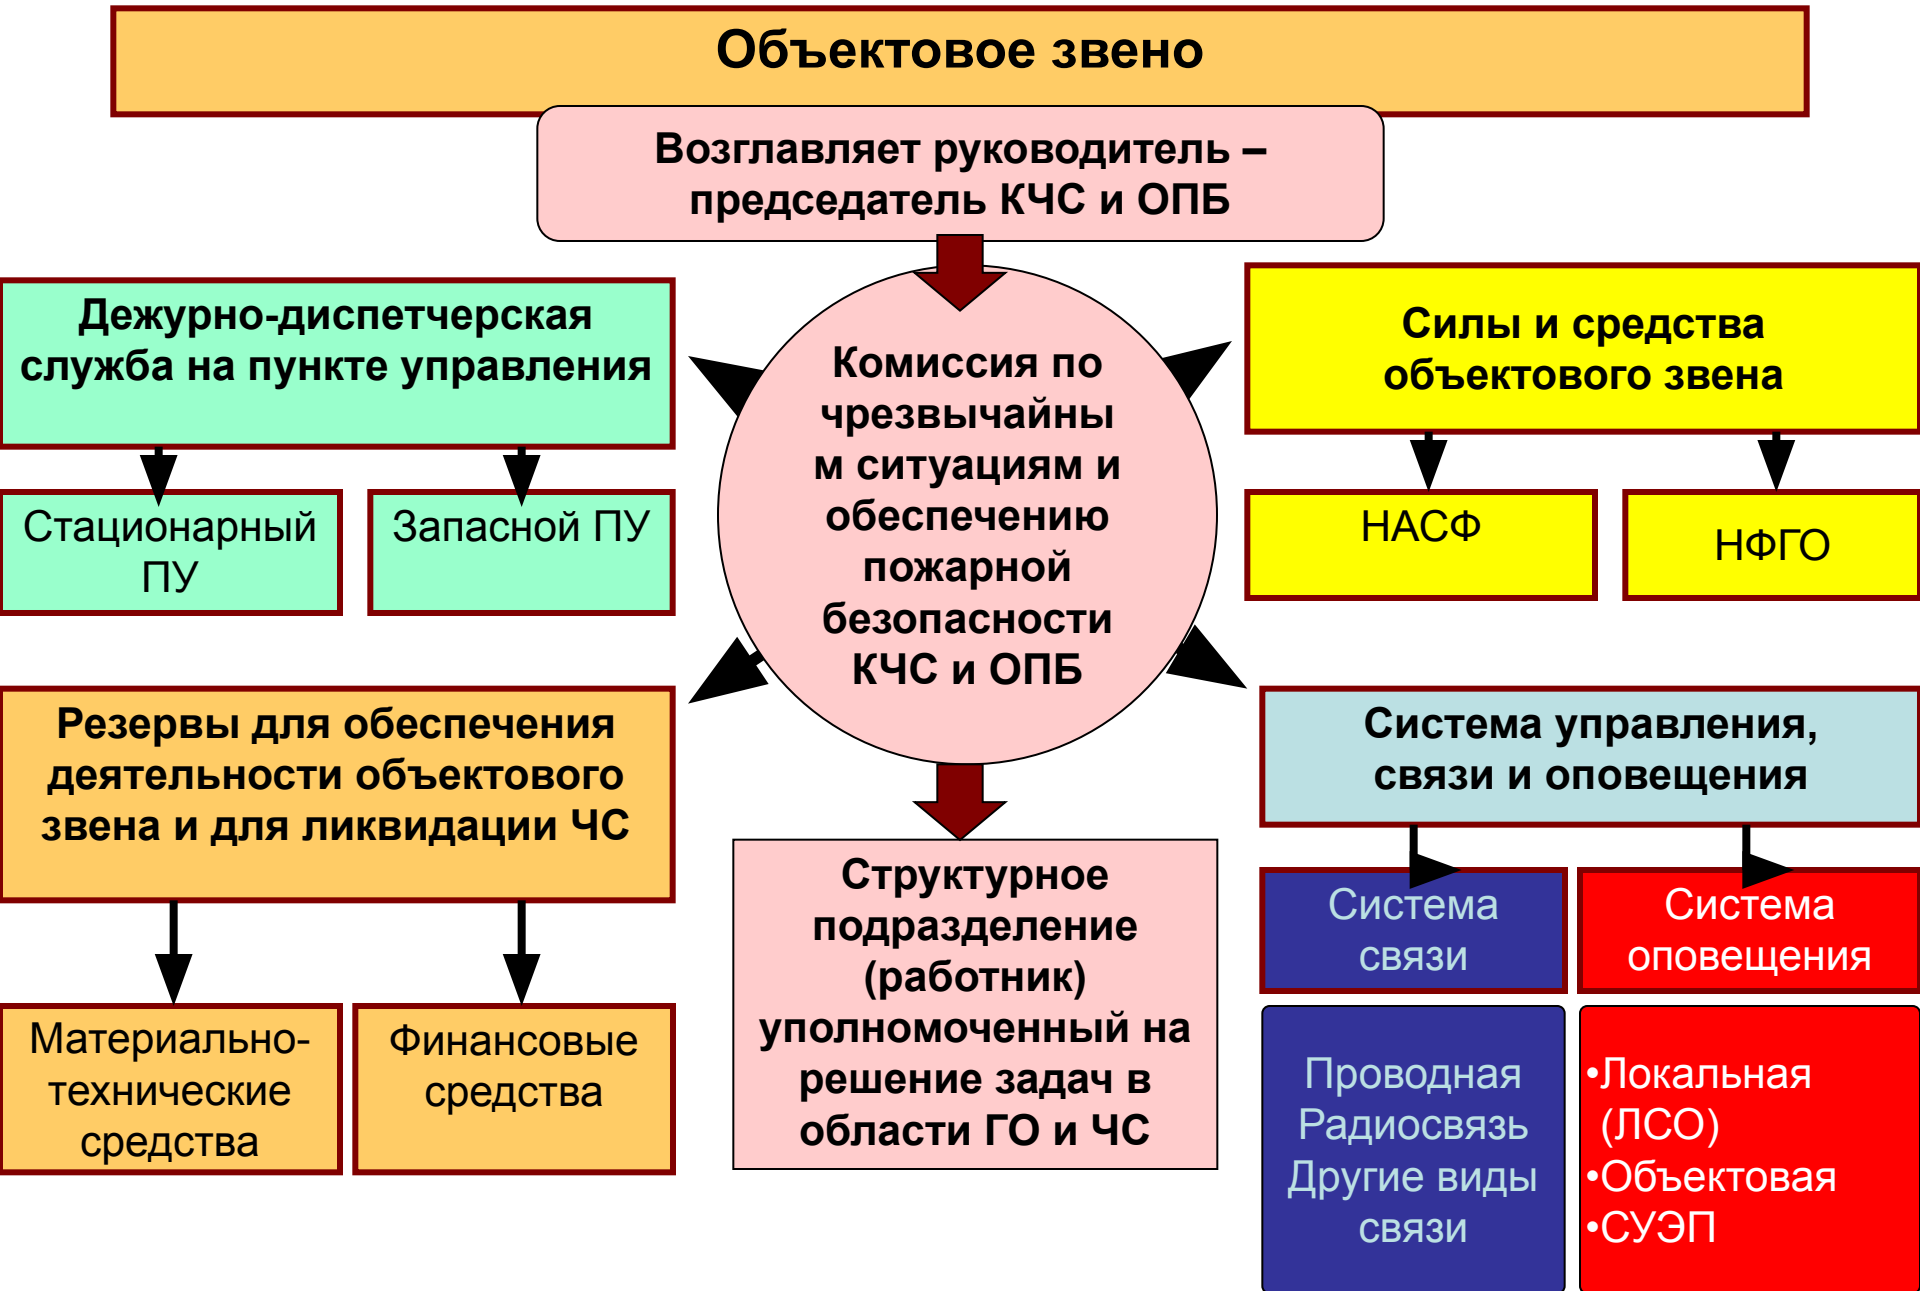 Объектовое звено
Возглавляет руководитель –
председатель КЧС и ОПБ
Дежурно-диспетчерская
служба на пункте управления
Стационарный
ПУ
Запасной ПУ
Комиссия по
чрезвычайны
м ситуациям и
обеспечению
пожарной
безопасности
КЧС и ОПБ
Силы и средства
объектового звена
НАСФ
НФГО
Резервы для обеспечения
деятельности объектового
звена и для ликвидации ЧС
Материально-
технические
средства
Финансовые
средства
Структурное
подразделение
(работник)
уполномоченный на
решение задач в
области ГО и ЧС
Система управления,
связи и оповещения
Система
связи
Проводная
Радиосвязь
Другие виды
связи
Система
оповещения
•Локальная
(ЛСО)
•Объектовая
•СУЭП